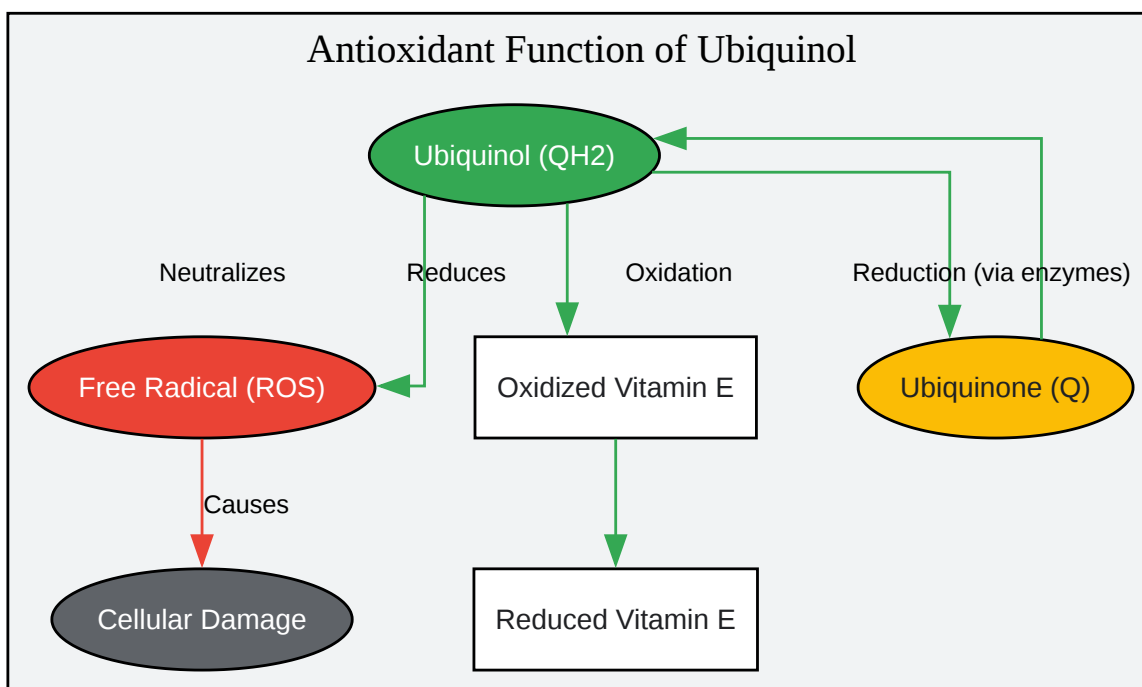 Antioxidant Function of Ubiquinol
Ubiquinol (QH2)
Neutralizes
Reduces
Oxidation
Reduction (via enzymes)
Free Radical (ROS)
Oxidized Vitamin E
Ubiquinone (Q)
Causes
Cellular Damage
Reduced Vitamin E